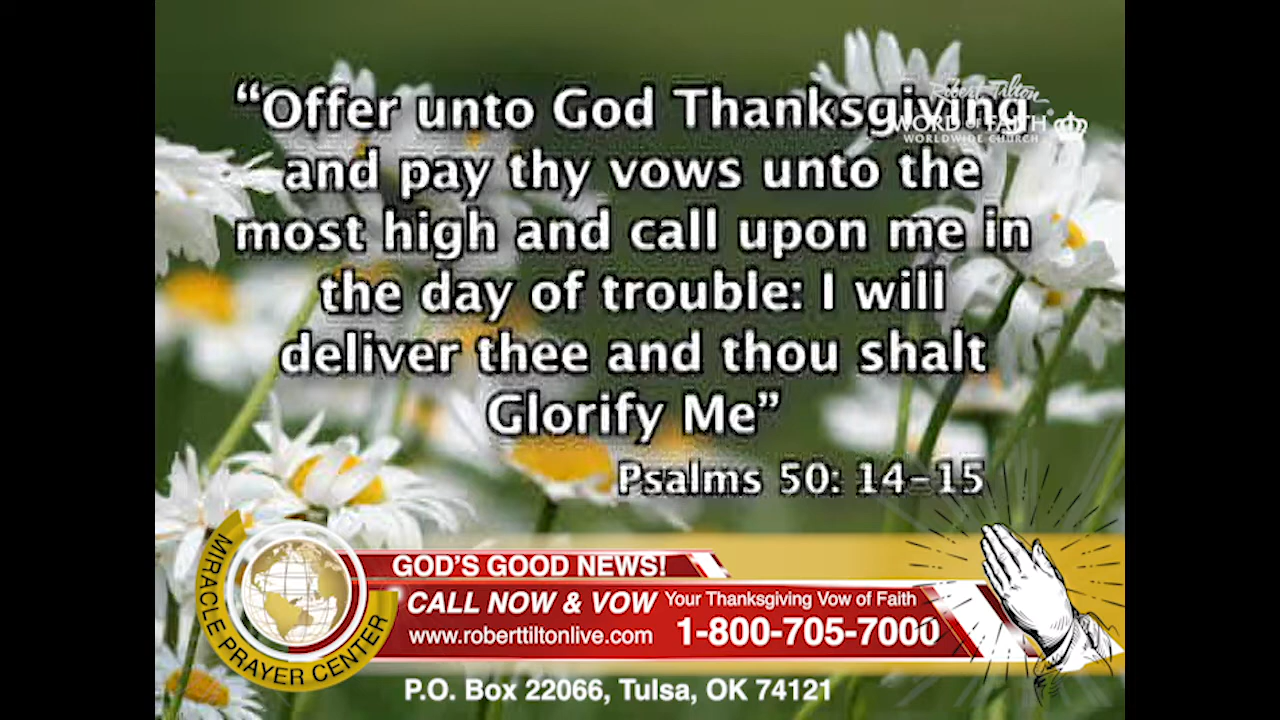 Robert Tilton
WORD of FAITH
WORLDWIDE CHURCH
“Offer unto God Thanksgiving
and pay thy vows unto the
most high and call upon me in
the day of trouble: I will
deliver thee and thou shalt
Glorify Me”
Psalms 50: 14-15
MIRACLE PRAYER CENTER
GOD'S GOOD NEWS!
CALL NOW & VOW Your Thanksgiving Vow of Faith
www.roberttiltonlive.com 1-800-705-7000
P.O. Box 22066, Tulsa, OK 74121